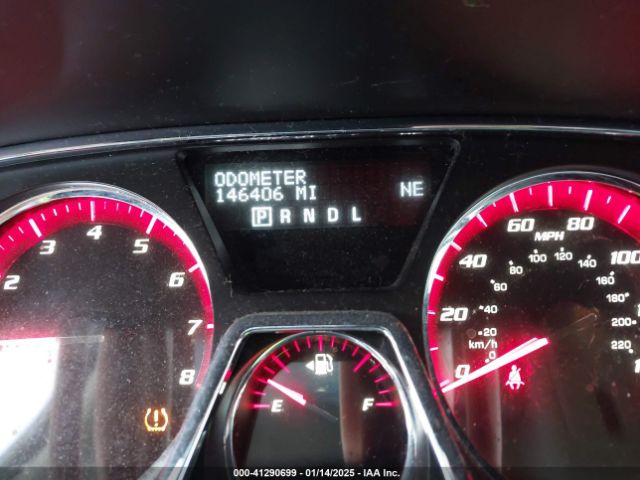 ODOMETER
146406 MI NE
P R N D L
2 3 4 5 6 7 8
0 20 40 60 80 100
MPH
0 20 40 60 80 100 120 140 160 180 200 220
km/h
E F
000-41290699 - 01/14/2025 - IAA Inc.